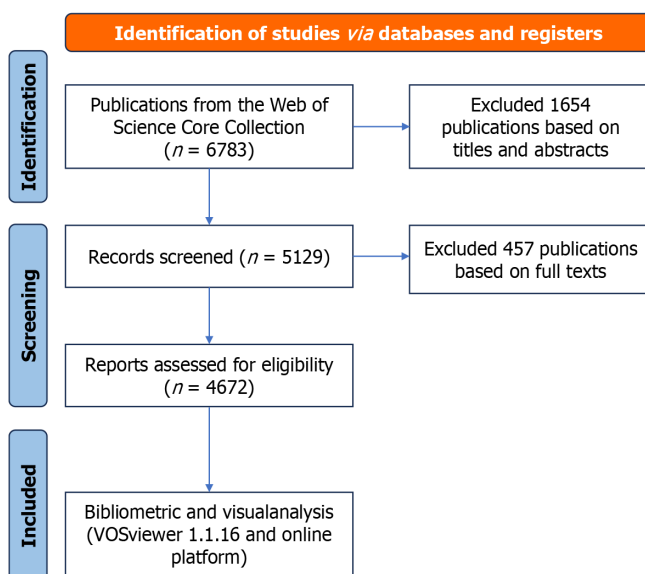 Identification of studies via databases and registers
Identification
Publications from the Web of
Science Core Collection
(n = 6783)
Excluded 1654
publications based on
titles and abstracts
Screening
Records screened (n = 5129)
Excluded 457 publications
based on full texts
Reports assessed for eligibility
(n = 4672)
Included
Bibliometric and visualanalysis
(VOSviewer 1.1.16 and online
platform)